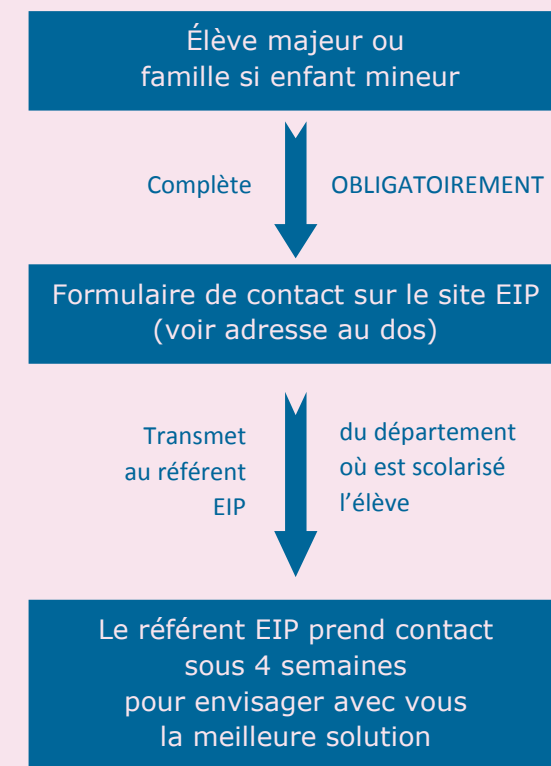 Élève majeur ou
famille si enfant mineur
Complète OBLIGATOIREMENT
Formulaire de contact sur le site EIP
(voir adresse au dos)
Transmet
au référent
EIP
du département
où est scolarisé
l’élève
Le référent EIP prend contact
sous 4 semaines
pour envisager avec vous
la meilleure solution